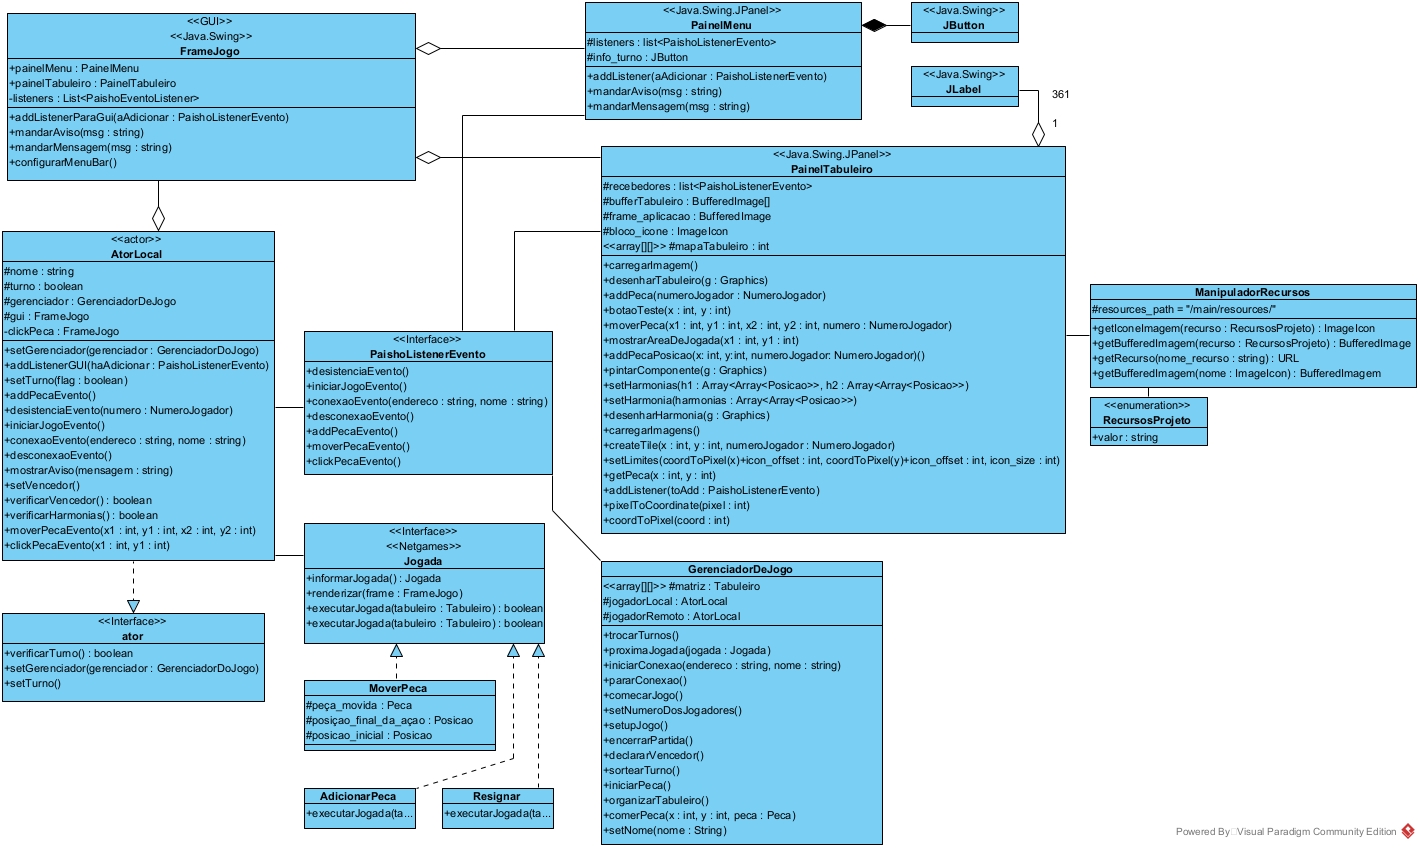 <<GUI>>
<<Java.Swing>>
FrameJogo
+painelMenu : PainelMenu
+painelTabuleiro : PainelTabuleiro
-listeners : List<PaishoEventoListener>
+addListenerParaGui(aAdicionar : PaishoListenerEvento)
+mandarAviso(msg : string)
+mandarMensagem(msg : string)
+configurarMenuBar()
<<Java.Swing.JPanel>>
PainelMenu
#listeners : list<PaishoListenerEvento>
#info_turno : JButton
+addListener(aAdicionar : PaishoListenerEvento)
+mandarAviso(msg : string)
+mandarMensagem(msg : string)
<<Java.Swing>>
JButton
<<Java.Swing>>
JLabel
361
1
<<Java.Swing.JPanel>>
PainelTabuleiro
#recebedores : list<PaishoListenerEvento>
#bufferTabuleiro : BufferedImage[]
#frame_aplicacao : BufferedImage
#bloco_icone : ImageIcon
<<array[][]>> #mapaTabuleiro : int
+carregarImagem()
+desenharTabuleiro(g : Graphics)
+addPeca(numeroJogador : NumeroJogador)
+botaoTeste(x : int, y : int)
+moverPeca(x1 : int, y1 : int, x2 : int, y2 : int, numero : NumeroJogador)
+mostrarAreaDeJogada(x1 : int, y1 : int)
+addPecaPosicao(x: int, y:int, numeroJogador: NumeroJogador)()
+pintarComponente(g : Graphics)
+setHarmonias(h1 : Array<Array<Posicao>>, h2 : Array<Array<Posicao>>)
+setHarmonia(harmonias : Array<Array<Posicao>>)
+desenharHarmonia(g : Graphics)
+carregarImagens()
+createTile(x : int, y : int, numeroJogador : NumeroJogador)
+setLimites(coordToPixel(x)+icon_offset : int, coordToPixel(y)+icon_offset : int, icon_size : int)
+getPeca(x : int, y : int)
+addListener(toAdd : PaishoListenerEvento)
+pixelToCoordinate(pixel : int)
+coordToPixel(coord : int)
<<actor>>
AtorLocal
#nome : string
#turno : boolean
#gerenciador : GerenciadorDeJogo
#gui : FrameJogo
-clickPeca : FrameJogo
+setGerenciador(gerenciador : GerenciadorDoJogo)
+addListenerGUI(haAdicionar : PaishoListenerEvento)
+setTurno(flag : boolean)
+addPecaEvento()
+desistenciaEvento(numero : NumeroJogador)
+iniciarJogoEvento()
+conexaoEvento(endereco : string, nome : string)
+desconexaoEvento()
+mostrarAviso(mensagem : string)
+setVencedor()
+verificarVencedor() : boolean
+verificarHarmonias() : boolean
+moverPecaEvento(x1 : int, y1 : int, x2 : int, y2 : int)
+clickPecaEvento(x1 : int, y1 : int)
<<Interface>>
PaishoListenerEvento
+desistenciaEvento()
+iniciarJogoEvento()
+conexaoEvento(endereco : string, nome : string)
+desconexaoEvento()
+addPecaEvento()
+moverPecaEvento()
+clickPecaEvento()
ManipuladorRecursos
#resources_path = "/main/resources/"
+getIconeImagem(recurso : RecursosProjeto) : ImageIcon
+getBufferedImagem(recurso : RecursosProjeto) : BufferedImage
+getRecurso(nome_recurso : string) : URL
+getBufferedImagem(nome : ImageIcon) : BufferedImagem
<<enumeration>>
RecursosProjeto
+valor : string
<<Interface>>
<<Netgames>>
Jogada
+informarJogada() : Jogada
+renderizar(frame : FrameJogo)
+executarJogada(tabuleiro : Tabuleiro) : boolean
+executarJogada(tabuleiro : Tabuleiro) : boolean
<<Interface>>
ator
+verificarTurno() : boolean
+setGerenciador(gerenciador : GerenciadorDoJogo)
+setTurno()
MoverPeca
#peça_movida : Peca
#posiçao_final_da_açao : Posicao
#posicao_inicial : Posicao
AdicionarPeca
+executarJogada(ta...
Resignar
+executarJogada(ta...
GerenciadorDeJogo
<<array[][]>> #matriz : Tabuleiro
#jogadorLocal : AtorLocal
#jogadorRemoto : AtorLocal
+trocarTurnos()
+proximaJogada(jogada : Jogada)
+iniciarConexao(endereco : string, nome : string)
+pararConexao()
+comecarJogo()
+setNumeroDosJogadores()
+setupJogo()
+encerrarPartida()
+declararVencedor()
+sortearTurno()
+iniciarPeca()
+organizarTabuleiro()
+comerPeca(x : int, y : int, peca : Peca)
+setNome(nome : String)
Powered By Visual Paradigm Community Edition